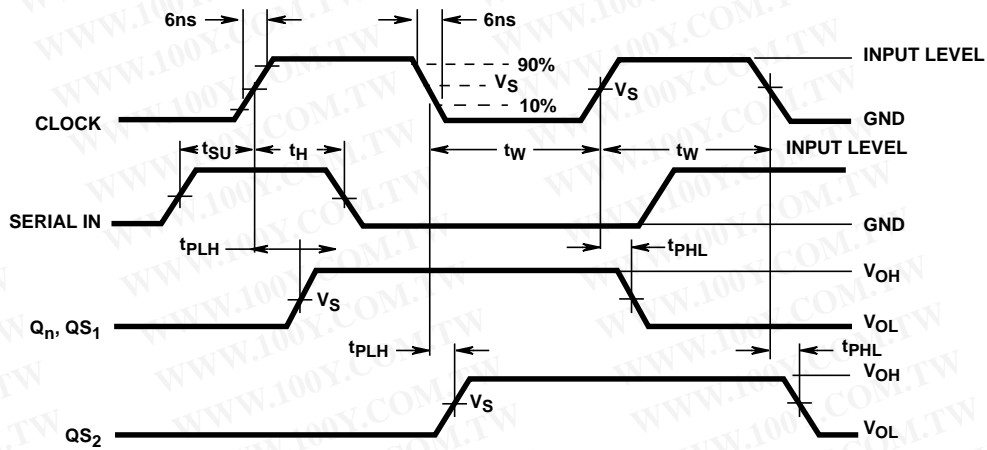 6ns
6ns
INPUT LEVEL
90%
VS
VS
10%
CLOCK
GND
tSU
tH
tW
tW
INPUT LEVEL
SERIAL IN
GND
tPLH
tPHL
VOH
VS
Qn, QS1
VOL
tPLH
tPHL
VOH
VS
QS2
VOL
WWW.100Y.COM.TW